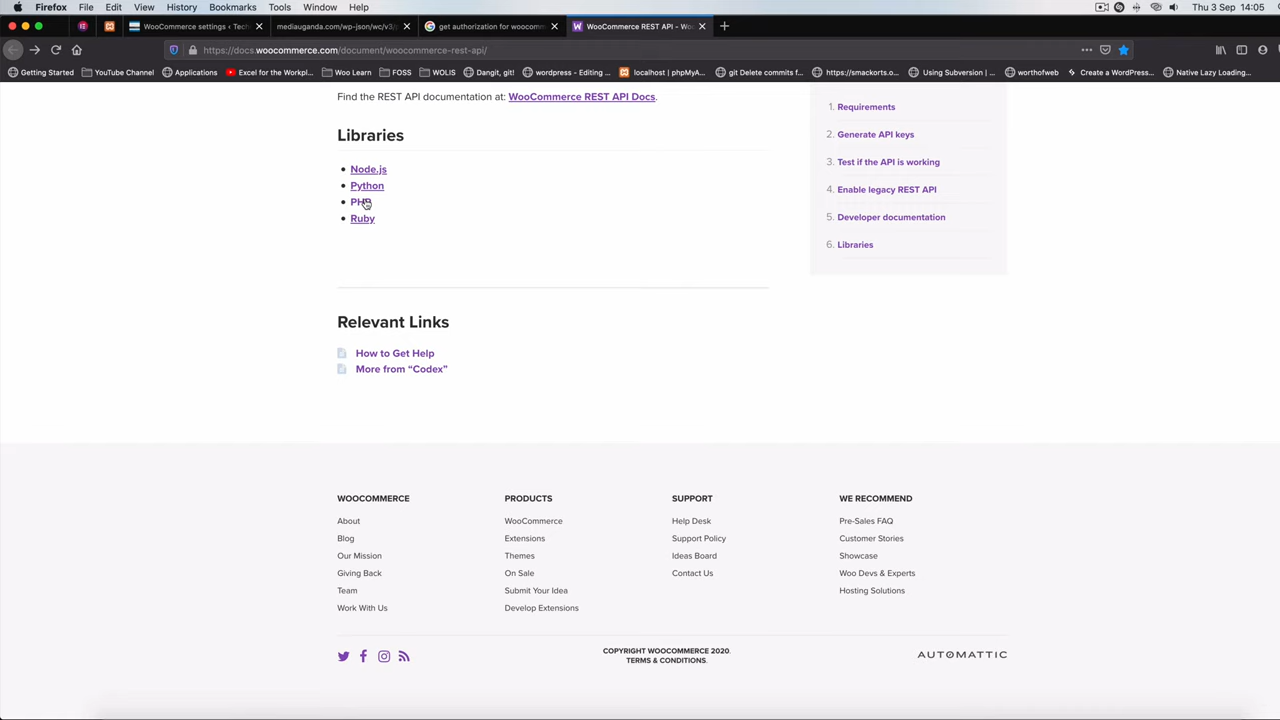 Firefox File Edit View History Bookmarks Tools Window Help Thu 3 Sep 14:05
WooCommerce settings ‹ Tech mediauganda.com/wp-json/wc/v3/ get authorization for woocomm WooCommerce REST API – Woo
https://docs.woocommerce.com/document/woocommerce-rest-api/
Getting Started YouTube Channel Applications Excel for the Workpl... Woo Learn FOSS WOLIS Dangit, git! wordpress - Editing ... localhost | phpMyA... git Delete commits f... https://smackorts.o... Using Subversion |... worthofweb Create a WordPress... Native Lazy Loading...
Find the REST API documentation at: WooCommerce REST API Docs.
Libraries
• Node.js
• Python
• PHP
• Ruby
1. Requirements
2. Generate API keys
3. Test if the API is working
4. Enable legacy REST API
5. Developer documentation
6. Libraries
Relevant Links
How to Get Help
More from “Codex”
WOOCOMMERCE
About
Blog
Our Mission
Giving Back
Team
Work With Us
PRODUCTS
WooCommerce
Extensions
Themes
On Sale
Submit Your Idea
Develop Extensions
SUPPORT
Help Desk
Support Policy
Ideas Board
Contact Us
WE RECOMMEND
Pre-Sales FAQ
Customer Stories
Showcase
Woo Devs & Experts
Hosting Solutions
COPYRIGHT WOOCOMMERCE 2020.
TERMS & CONDITIONS.
AUTOMATTIC